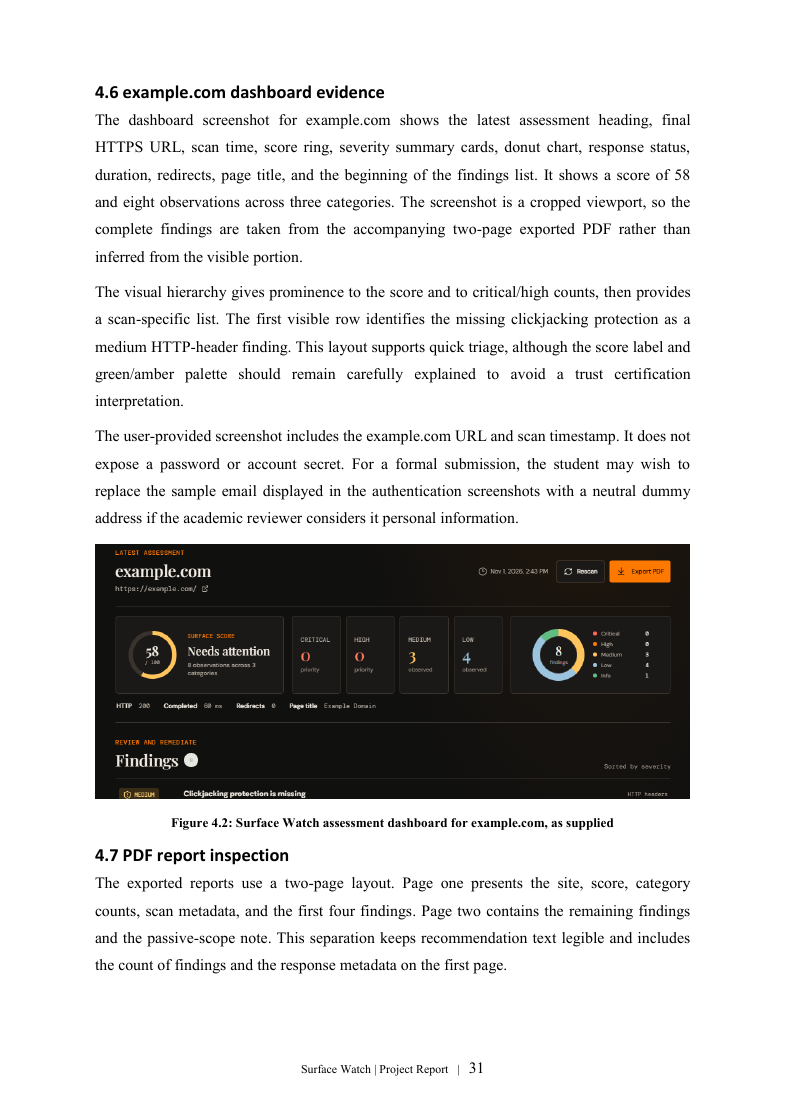 4.6 example.com dashboard evidence
The dashboard screenshot for example.com shows the latest assessment heading, final
HTTPS URL, scan time, score ring, severity summary cards, donut chart, response status,
duration, redirects, page title, and the beginning of the findings list. It shows a score of 58
and eight observations across three categories. The screenshot is a cropped viewport, so the
complete findings are taken from the accompanying two-page exported PDF rather than
inferred from the visible portion.
The visual hierarchy gives prominence to the score and to critical/high counts, then provides
a scan-specific list. The first visible row identifies the missing clickjacking protection as a
medium HTTP-header finding. This layout supports quick triage, although the score label and
green/amber palette should remain carefully explained to avoid a trust certification
interpretation.
The user-provided screenshot includes the example.com URL and scan timestamp. It does not
expose a password or account secret. For a formal submission, the student may wish to
replace the sample email displayed in the authentication screenshots with a neutral dummy
address if the academic reviewer considers it personal information.
LATEST ASSESSMENT
example.com
https://example.com/
Nov 1, 2026, 2:43 PM
Rescan
Export PDF
58
/ 100
SURFACE SCORE
Needs attention
8 observations across 3
categories
CRITICAL
0
priority
HIGH
0
priority
MEDIUM
3
observed
LOW
4
observed
8
findings
Critical 0
High 0
Medium 3
Low 4
Info 1
HTTP 200 Completed 60 ms Redirects 0 Page title Example Domain
REVIEW AND REMEDIATE
Findings
Sorted by severity
MEDIUM Clickjacking protection is missing HTTP headers
Figure 4.2: Surface Watch assessment dashboard for example.com, as supplied
4.7 PDF report inspection
The exported reports use a two-page layout. Page one presents the site, score, category
counts, scan metadata, and the first four findings. Page two contains the remaining findings
and the passive-scope note. This separation keeps recommendation text legible and includes
the count of findings and the response metadata on the first page.
Surface Watch | Project Report | 31